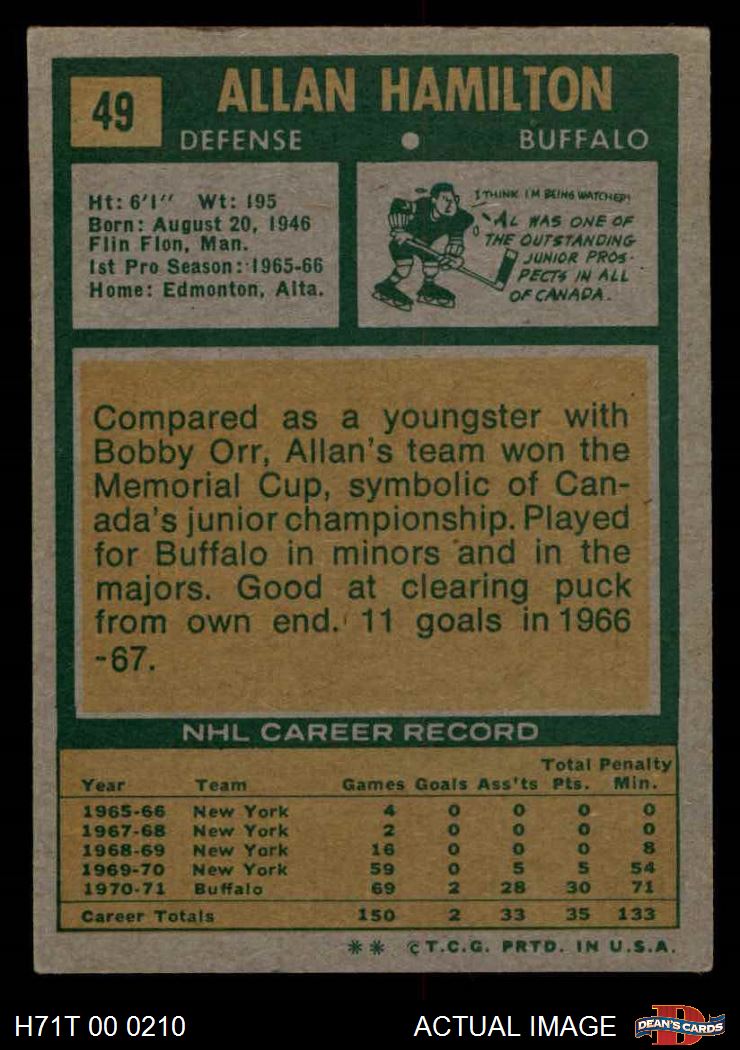 49
ALLAN HAMILTON
DEFENSE • BUFFALO
Ht: 6'1" Wt: 195
Born: August 20, 1946
Flin Flon, Man.
1st Pro Season: 1965-66
Home: Edmonton, Alta.
I THINK I'M BEING WATCHED!
AL WAS ONE OF
THE OUTSTANDING
JUNIOR PROS-
PECTS IN ALL
OF CANADA.
Compared as a youngster with
Bobby Orr, Allan's team won the
Memorial Cup, symbolic of Can-
ada's junior championship. Played
for Buffalo in minors and in the
majors. Good at clearing puck
from own end. 11 goals in 1966
-67.
NHL CAREER RECORD
Total Penalty
Year Team Games Goals Ass'ts Pts. Min.
1965-66 New York 4 0 0 0 0
1967-68 New York 2 0 0 0 0
1968-69 New York 16 0 0 0 8
1969-70 New York 59 0 5 5 54
1970-71 Buffalo 69 2 28 30 71
Career Totals 150 2 33 35 133
** © T.C.G. PRTD. IN U.S.A.
H71T 00 0210 ACTUAL IMAGE
D
DEAN'S CARDS